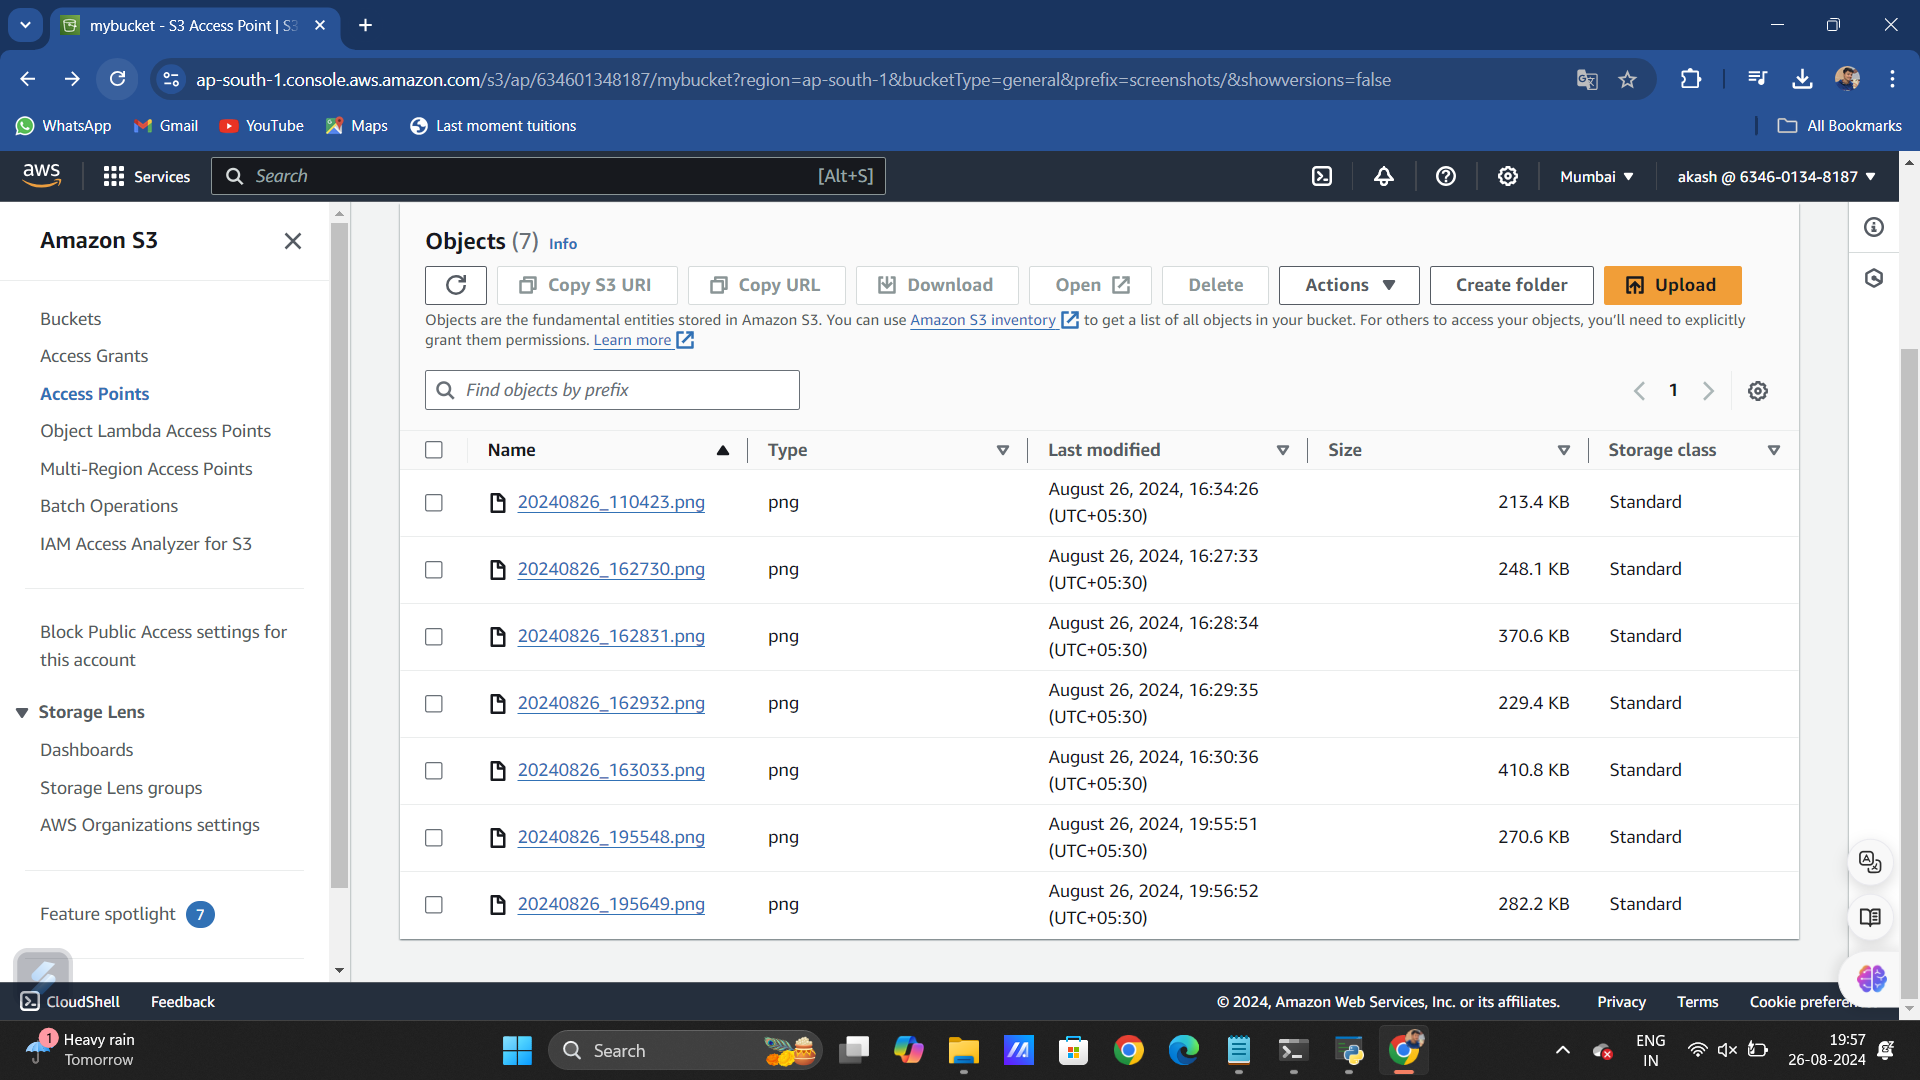 mybucket - S3 Access Point | S3
ap-south-1.console.aws.amazon.com/s3/ap/634601348187/mybucket?region=ap-south-1&bucketType=general&prefix=screenshots/&showversions=false
WhatsApp Gmail YouTube Maps Last moment tuitions All Bookmarks
aws Services Search [Alt+S] Mumbai akash @ 6346-0134-8187
Amazon S3
Buckets
Access Grants
Access Points
Object Lambda Access Points
Multi-Region Access Points
Batch Operations
IAM Access Analyzer for S3
Block Public Access settings for
this account
Storage Lens
Dashboards
Storage Lens groups
AWS Organizations settings
Feature spotlight 7
Objects (7) Info
Copy S3 URI Copy URL Download Open Delete Actions Create folder Upload
Objects are the fundamental entities stored in Amazon S3. You can use Amazon S3 inventory to get a list of all objects in your bucket. For others to access your objects, you’ll need to explicitly
grant them permissions. Learn more
Find objects by prefix
1
Name Type Last modified Size Storage class
20240826_110423.png png August 26, 2024, 16:34:26 (UTC+05:30) 213.4 KB Standard
20240826_162730.png png August 26, 2024, 16:27:33 (UTC+05:30) 248.1 KB Standard
20240826_162831.png png August 26, 2024, 16:28:34 (UTC+05:30) 370.6 KB Standard
20240826_162932.png png August 26, 2024, 16:29:35 (UTC+05:30) 229.4 KB Standard
20240826_163033.png png August 26, 2024, 16:30:36 (UTC+05:30) 410.8 KB Standard
20240826_195548.png png August 26, 2024, 19:55:51 (UTC+05:30) 270.6 KB Standard
20240826_195649.png png August 26, 2024, 19:56:52 (UTC+05:30) 282.2 KB Standard
CloudShell Feedback © 2024, Amazon Web Services, Inc. or its affiliates. Privacy Terms Cookie prefere
1 Heavy rain
Tomorrow
Search
ENG
IN
19:57
26-08-2024